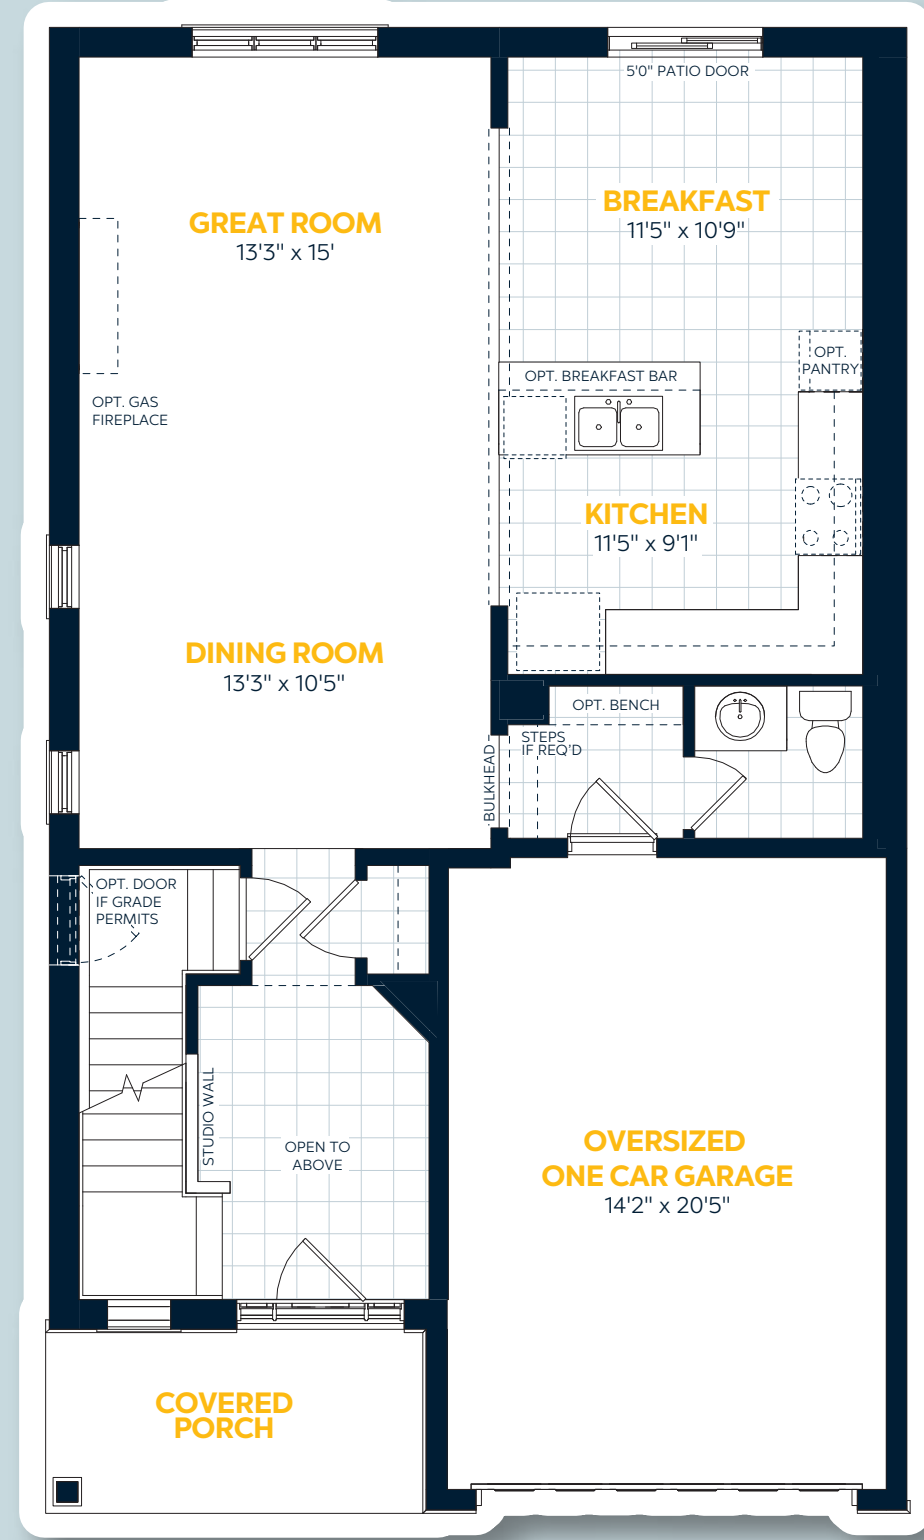 5'0" PATIO DOOR
GREAT ROOM
13'3" x 15'
BREAKFAST
11'5" x 10'9"
OPT. GAS
FIREPLACE
OPT. BREAKFAST BAR
OPT.
PANTRY
KITCHEN
11'5" x 9'1"
DINING ROOM
13'3" x 10'5"
OPT. BENCH
STEPS
IF REQ'D
BULKHEAD
OPT. DOOR
IF GRADE
PERMITS
STUDIO WALL
OPEN TO
ABOVE
OVERSIZED
ONE CAR GARAGE
14'2" x 20'5"
COVERED
PORCH